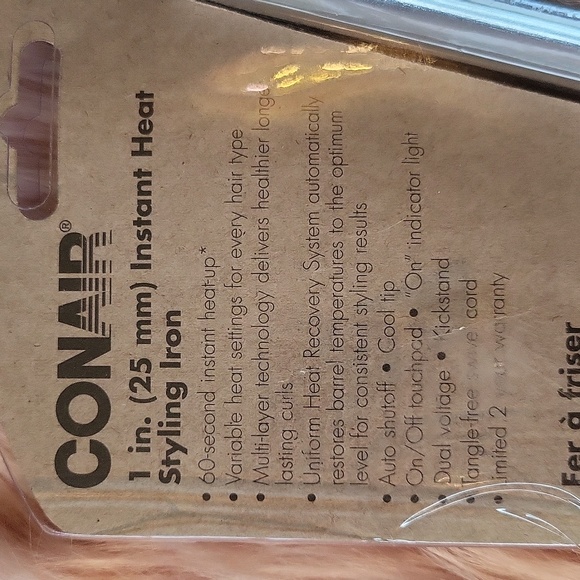 CONAIR®
1 in. (25 mm) Instant Heat
Styling Iron
• 60-second instant heat-up*
• Variable heat settings for every hair type
• Multi-layer technology delivers healthier longer
lasting curls
• Uniform Heat Recovery System automatically
restores barrel temperatures to the optimum
level for consistent styling results
• Auto shutoff • Cool tip
• On/Off touchpad • "On" indicator light
• Dual voltage • Kickstand
• Tangle-free cord
• Limited 2 warranty
Fer à friser